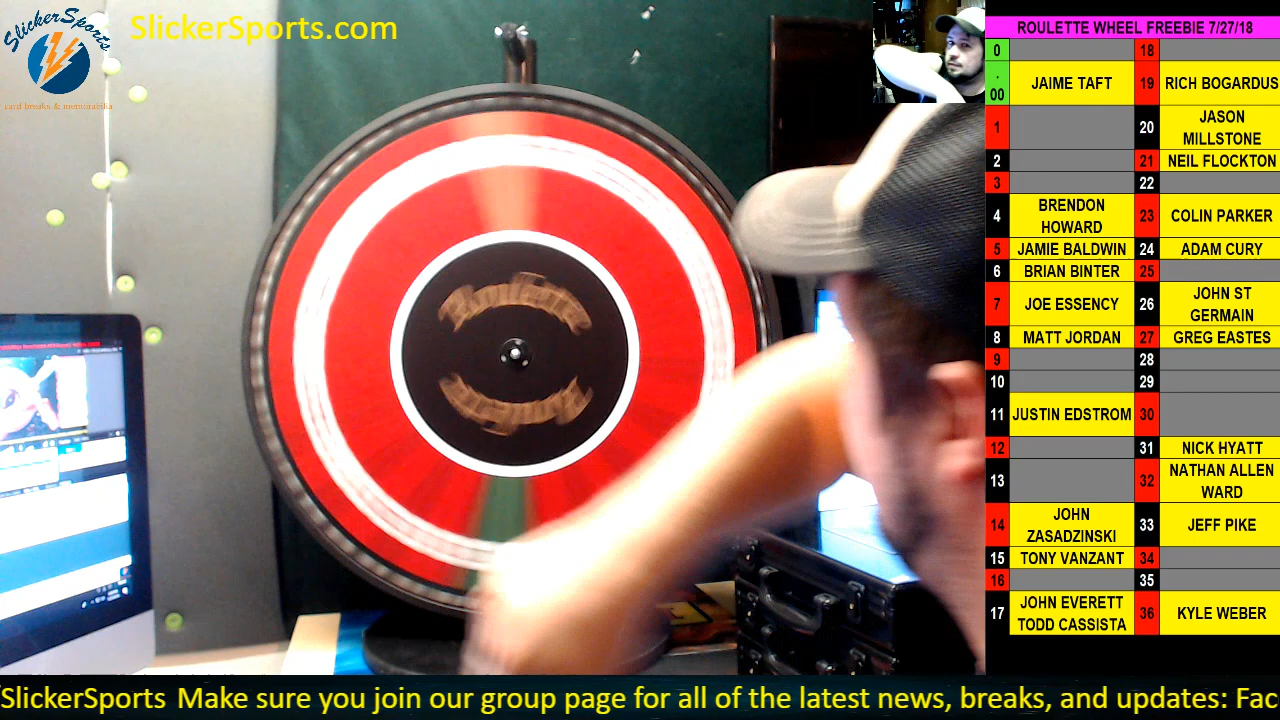 SlickerSports
card breaks & memorabilia
SlickerSports.com
ROULETTE WHEEL FREEBIE 7/27/18
0 18
. 00 JAIME TAFT 19 RICH BOGARDUS
1 20 JASON MILLSTONE
2 21 NEIL FLOCKTON
3 22
4 BRENDON HOWARD 23 COLIN PARKER
5 JAMIE BALDWIN 24 ADAM CURY
6 BRIAN BINTER 25
7 JOE ESSENCY 26 JOHN ST GERMAIN
8 MATT JORDAN 27 GREG EASTES
9 28
10 29
11 JUSTIN EDSTROM 30
12 31 NICK HYATT
13 32 NATHAN ALLEN WARD
14 JOHN ZASADZINSKI 33 JEFF PIKE
15 TONY VANZANT 34
16 35
17 JOHN EVERETT TODD CASSISTA 36 KYLE WEBER
SlickerSports Make sure you join our group page for all of the latest news, breaks, and updates: Fac